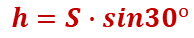 h = S · sin30°